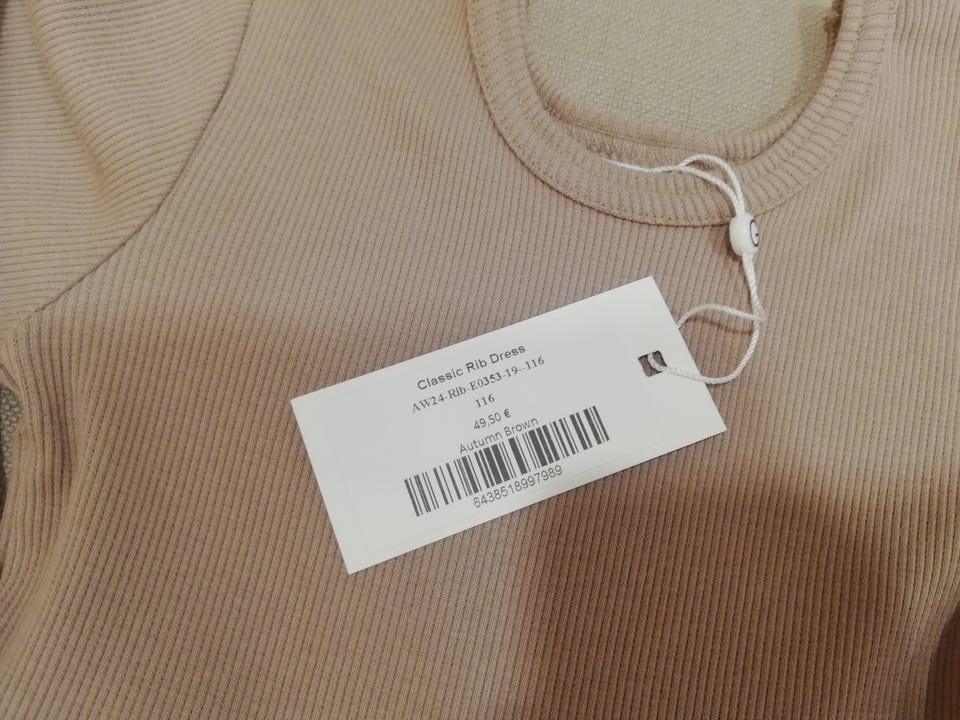 Classic Rib Dress
AW24-Rib-E0353-19--116
116
49,50 €
Autumn Brown
6438518997989
G